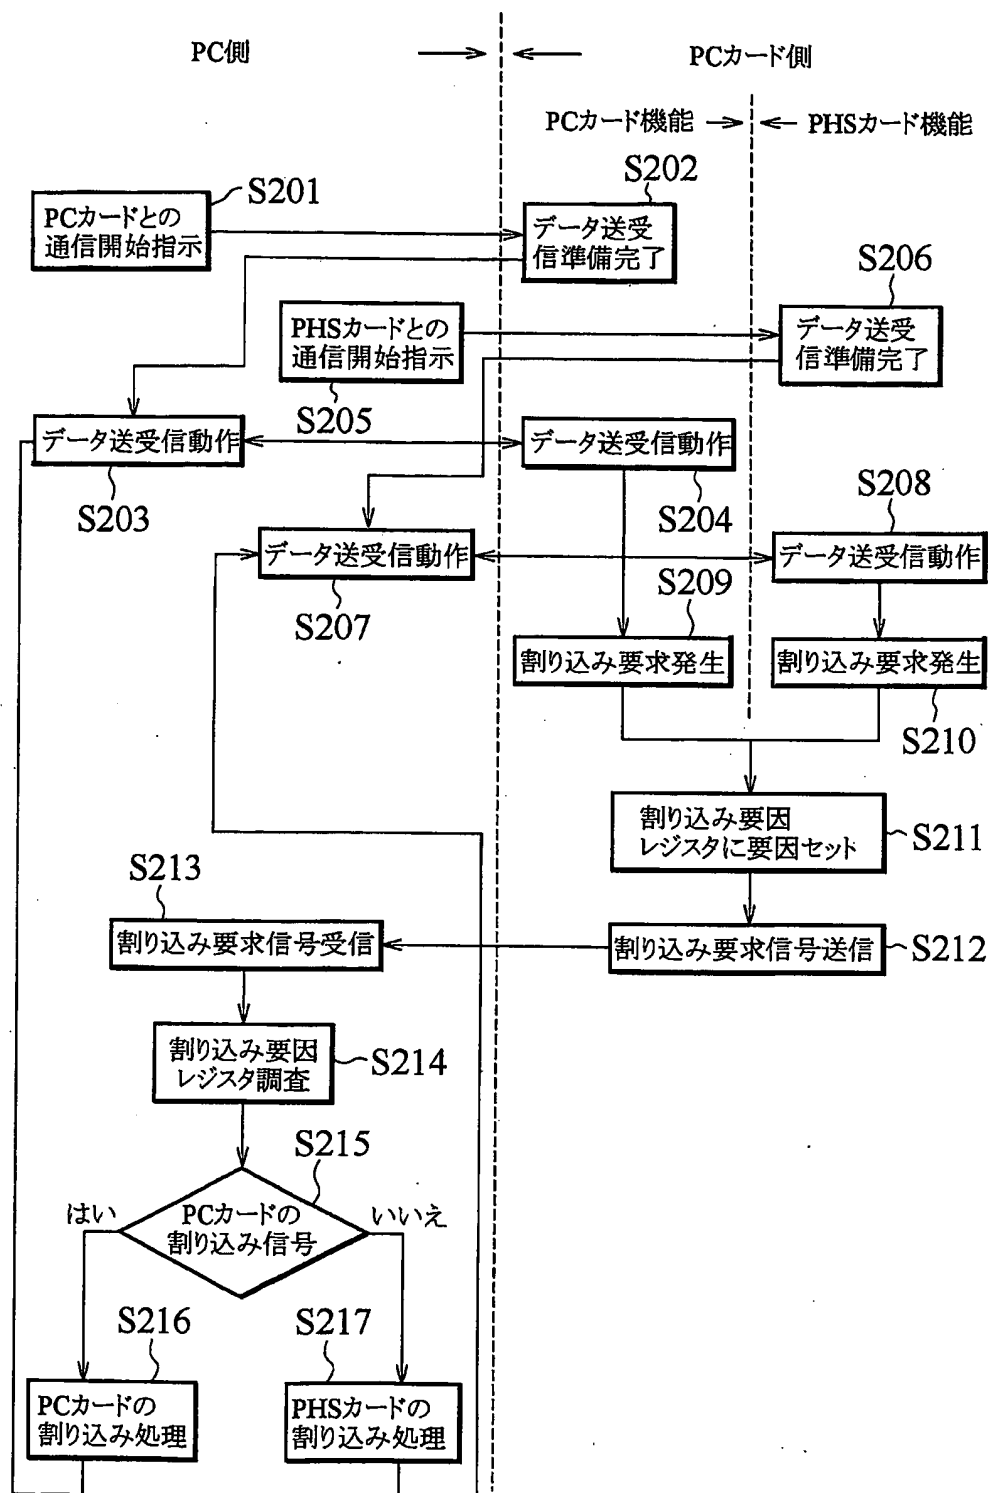 PC側
PCカード側
PCカード機能
PHSカード機能
S201
PCカードとの
通信開始指示
S202
データ送受
信準備完了
S206
データ送受
信準備完了
PHSカードとの
通信開始指示
S205
データ送受信動作
S203
データ送受信動作
S204
S208
データ送受信動作
データ送受信動作
S207
S209
割り込み要求発生
割り込み要求発生
S210
割り込み要因
レジスタに要因セット
S211
S213
割り込み要求信号受信
割り込み要求信号送信
S212
割り込み要因
レジスタ調査
S214
S215
はい
PCカードの
割り込み信号
いいえ
S216
PCカードの
割り込み処理
S217
PHSカードの
割り込み処理